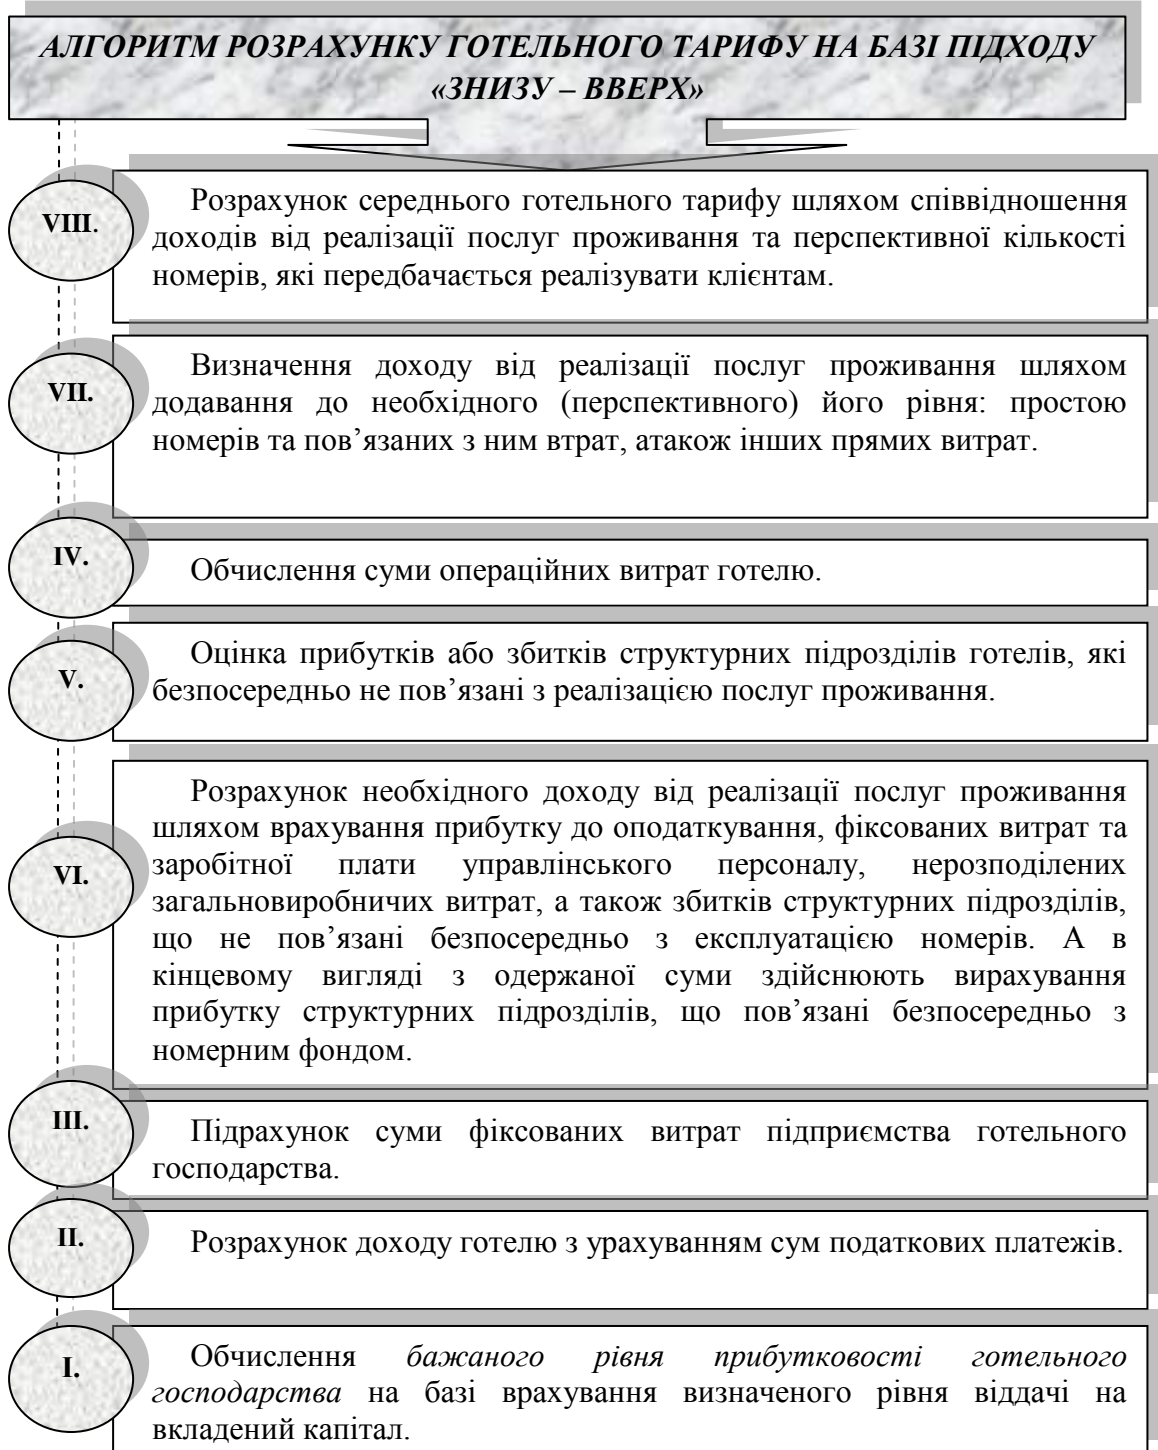 АЛГОРИТМ РОЗРАХУНКУ ГОТЕЛЬНОГО ТАРИФУ НА БАЗІ ПІДХОДУ
«ЗНИЗУ – ВВЕРХ»
VIII.
Розрахунок середнього готельного тарифу шляхом співвідношення
доходів від реалізації послуг проживання та перспективної кількості
номерів, які передбачається реалізувати клієнтам.
VII.
Визначення доходу від реалізації послуг проживання шляхом
додавання до необхідного (перспективного) його рівня: простою
номерів та пов’язаних з ним втрат, атакож інших прямих витрат.
IV.
Обчислення суми операційних витрат готелю.
V.
Оцінка прибутків або збитків структурних підрозділів готелів, які
безпосередньо не пов’язані з реалізацією послуг проживання.
VI.
Розрахунок необхідного доходу від реалізації послуг проживання
шляхом врахування прибутку до оподаткування, фіксованих витрат та
заробітної плати управлінського персоналу, нерозподілених
загальновиробничих витрат, а також збитків структурних підрозділів,
що не пов’язані безпосередньо з експлуатацією номерів. А в
кінцевому вигляді з одержаної суми здійснюють вирахування
прибутку структурних підрозділів, що пов’язані безпосередньо з
номерним фондом.
III.
Підрахунок суми фіксованих витрат підприємства готельного
господарства.
II.
Розрахунок доходу готелю з урахуванням сум податкових платежів.
I.
Обчислення бажаного рівня прибутковості готельного
господарства на базі врахування визначеного рівня віддачі на
вкладений капітал.